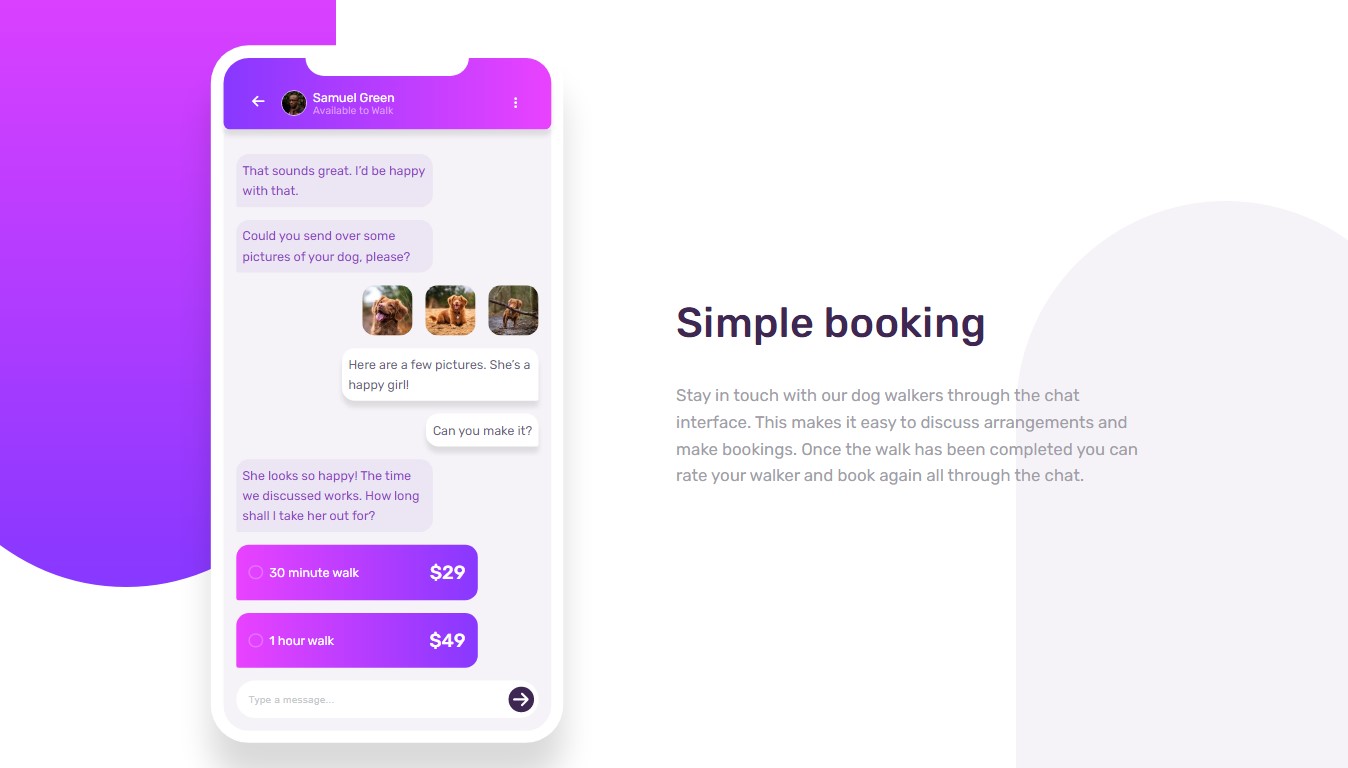 Samuel Green
Available to Walk
That sounds great. I’d be happy
with that.
Could you send over some
pictures of your dog, please?
Here are a few pictures. She’s a
happy girl!
Can you make it?
She looks so happy! The time
we discussed works. How long
shall I take her out for?
30 minute walk $29
1 hour walk $49
Type a message...
Simple booking
Stay in touch with our dog walkers through the chat
interface. This makes it easy to discuss arrangements and
make bookings. Once the walk has been completed you can
rate your walker and book again all through the chat.